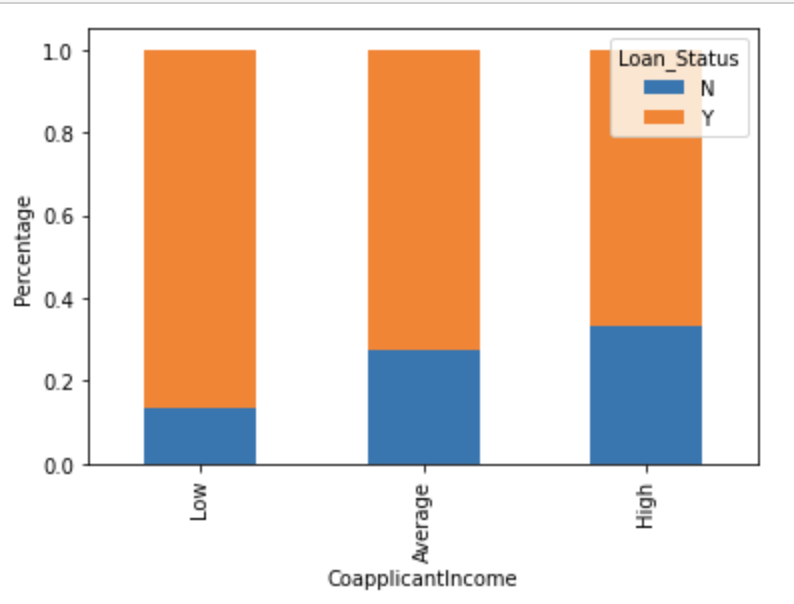 Loan_Status
N
Y
Percentage
1.0
0.8
0.6
0.4
0.2
0.0
Low
Average
High
CoapplicantIncome